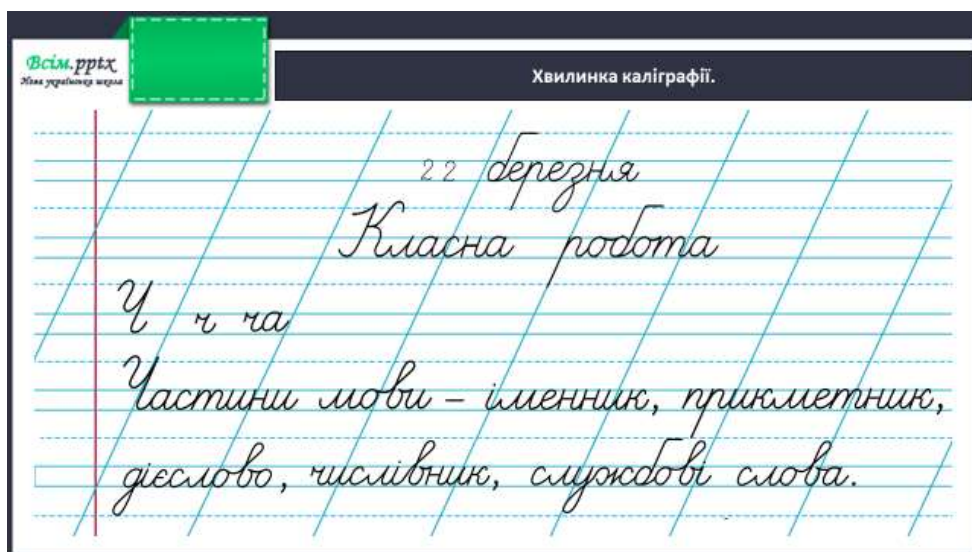 Всім.pptx
Нова українська школа
Хвилинка каліграфії.
22 березня
Класна робота
Ч ч ча
Частини мови – іменник, прикметник,
дієслово, числівник, службові слова.